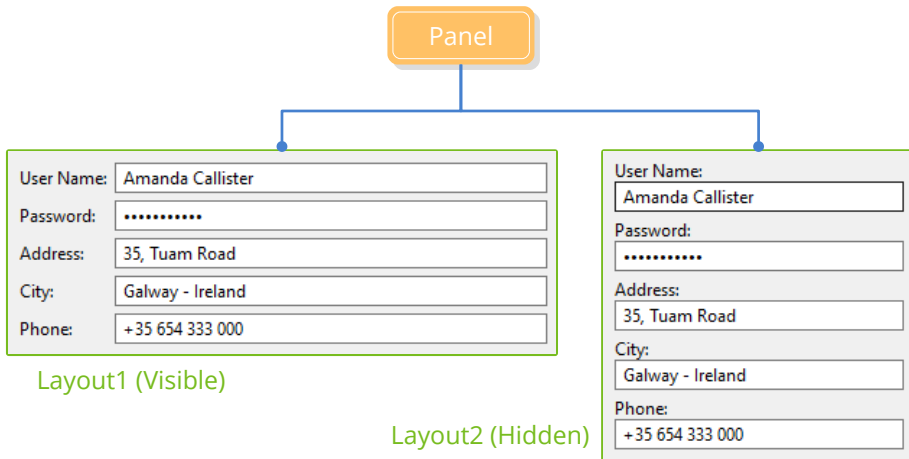 Panel
User Name: Amanda Callister
Password: •••••••••••
Address: 35, Tuam Road
City: Galway - Ireland
Phone: +35 654 333 000
Layout1 (Visible)
User Name:
Amanda Callister
Password:
•••••••••••
Address:
35, Tuam Road
City:
Galway - Ireland
Phone:
+35 654 333 000
Layout2 (Hidden)